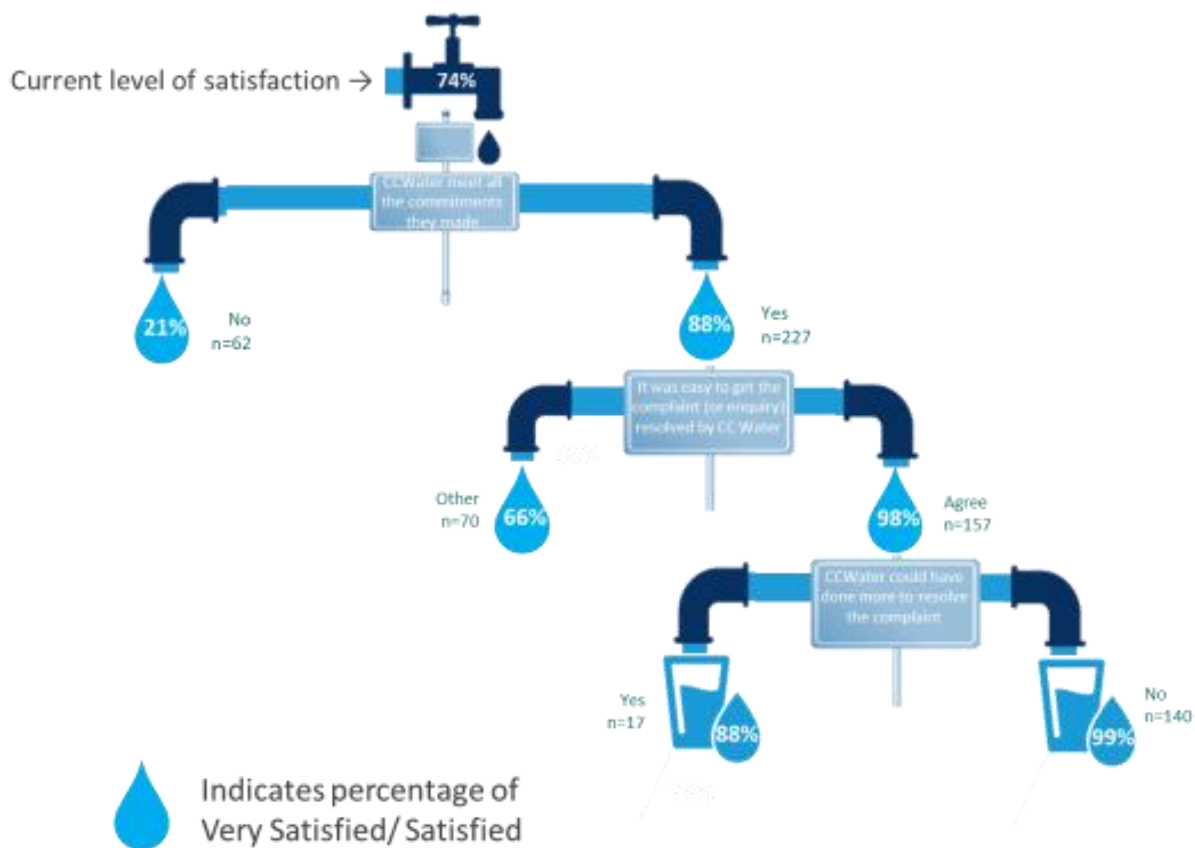 Current level of satisfaction →
74%
CCWater meet all
the commitments
they made
21%
No
n=62
88%
Yes
n=227
It was easy to get the
complaint (or enquiry)
resolved by CC Water
Other
n=70
66%
98%
Agree
n=157
CCWater could have
done more to resolve
the complaint
Yes
n=17
88%
99%
No
n=140
Indicates percentage of
Very Satisfied/ Satisfied